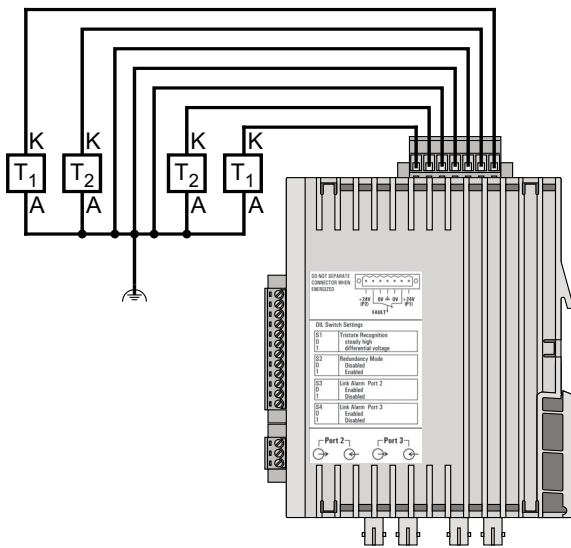 K K K K
T1 T2 T2 T1
A A A A
DO NOT SEPARATE
CONNECTOR WHEN
ENERGIZED
+24V 0V 0V +24V
(P2) (P1)
FAULT
DIL Switch Settings
S1 Tristate Recognition
0 steady high
1 differential voltage
S2 Redundancy Mode
0 Disabled
1 Enabled
S3 Link Alarm Port 2
0 Enabled
1 Disabled
S4 Link Alarm Port 3
0 Enabled
1 Disabled
Port 2 Port 3